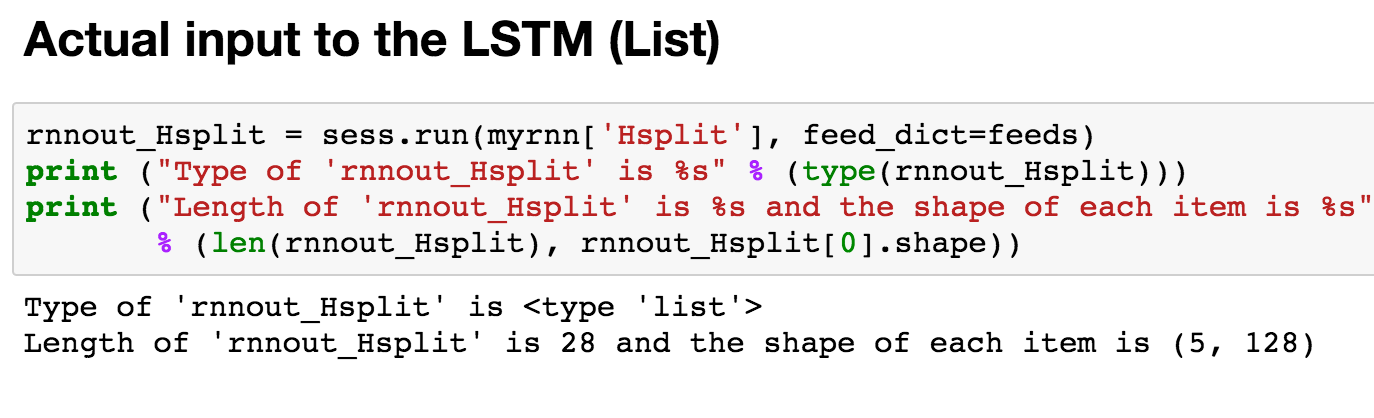 Actual input to the LSTM (List)
rnnout_Hsplit = sess.run(myrnn['Hsplit'], feed_dict=feeds)
print ("Type of 'rnnout_Hsplit' is %s" % (type(rnnout_Hsplit)))
print ("Length of 'rnnout_Hsplit' is %s and the shape of each item is %s"
       % (len(rnnout_Hsplit), rnnout_Hsplit[0].shape))
Type of 'rnnout_Hsplit' is <type 'list'>
Length of 'rnnout_Hsplit' is 28 and the shape of each item is (5, 128)